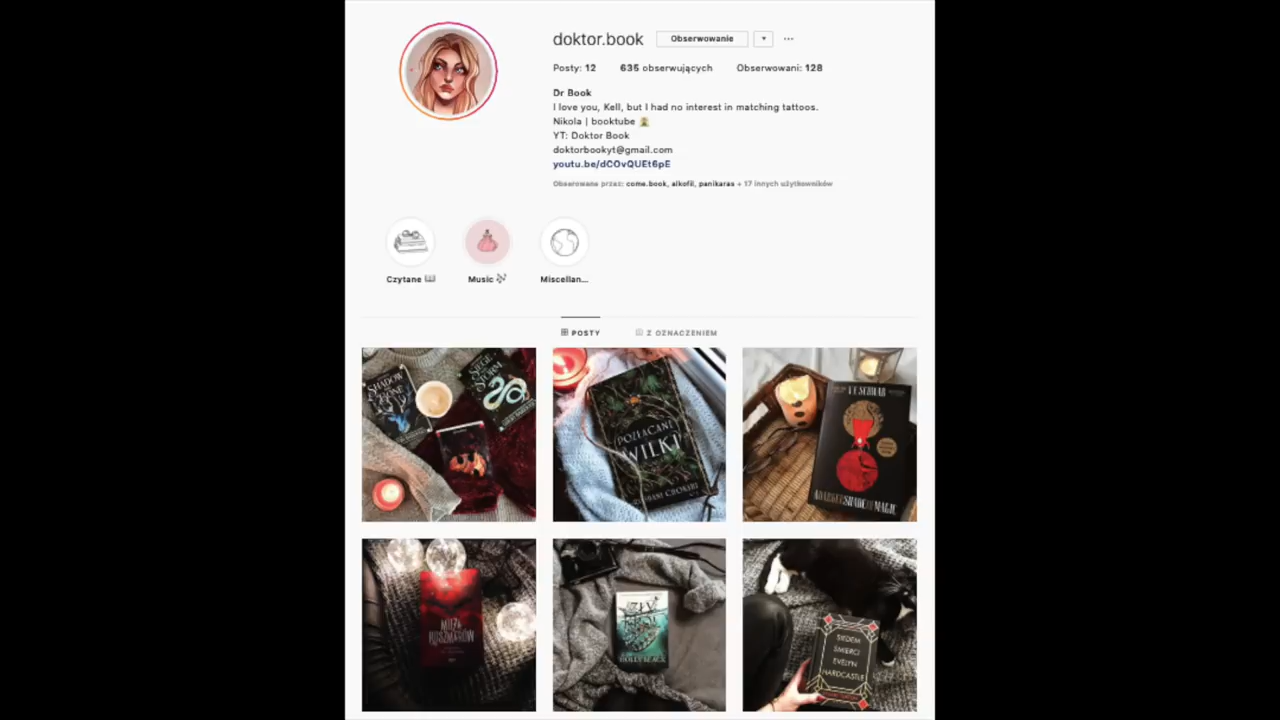 doktor.book Obserwowanie
Posty: 12 635 obserwujących Obserwowani: 128
Dr Book
I love you, Kell, but I had no interest in matching tattoos.
Nikola | booktube
YT: Doktor Book
doktorbookyt@gmail.com
youtu.be/dCOvQUEt6pE
Obserwowane przez: come.book, alkofil, panikaras + 17 innych użytkowników
Czytane Music Miscellan...
POSTY Z OZNACZENIEM
SHADOW
BONE
SIEGE
STORM
POZŁACANE
WILKI
CHOKSHI
V.E. SCHWAB
A DARKER SHADE OF MAGIC
MUZA
KOSZMARÓW
HOLLY BLACK
SIEDEM
ŚMIERCI
EVELYN
HARDCASTLE